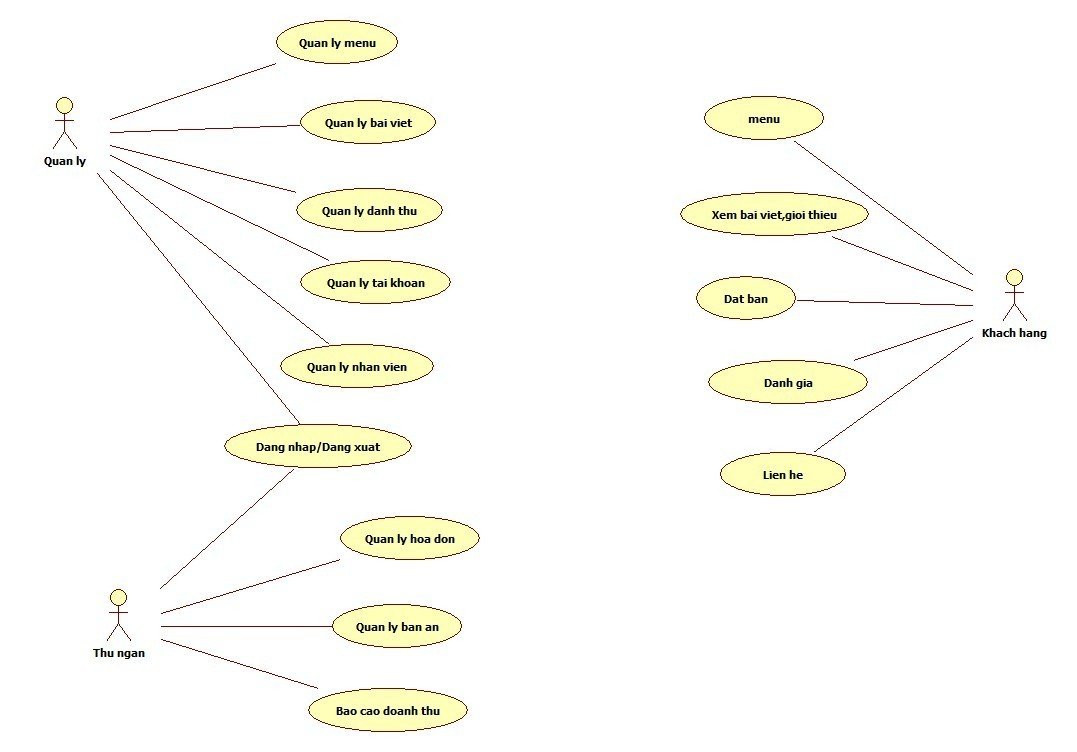 Quan ly menu
Quan ly bai viet
Quan ly
Quan ly danh thu
Quan ly tai khoan
Quan ly nhan vien
Dang nhap/Dang xuat
Quan ly hoa don
Quan ly ban an
Thu ngan
Bao cao doanh thu
menu
Xem bai viet,gioi thieu
Dat ban
Khach hang
Danh gia
Lien he